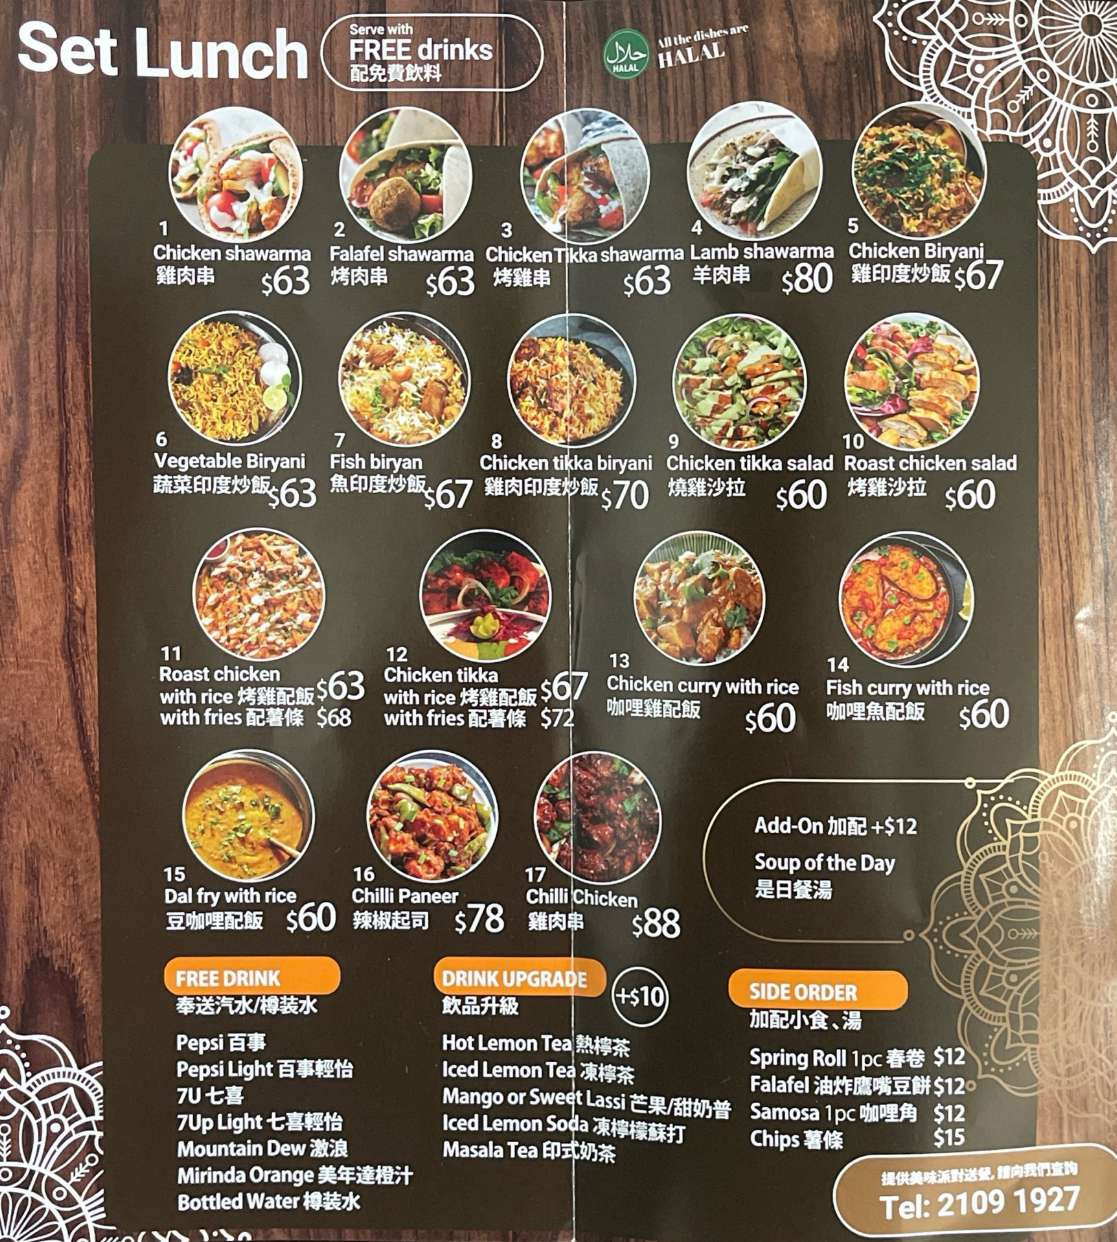 Set Lunch
Serve with
FREE drinks
配免費飲料
حلال
HALAL
All the dishes are
HALAL
1
Chicken shawarma
雞肉串 $63
2
Falafel shawarma
烤肉串 $63
3
Chicken Tikka shawarma
烤雞串 $63
4
Lamb shawarma
羊肉串 $80
5
Chicken Biryani
雞印度炒飯 $67
6
Vegetable Biryani
蔬菜印度炒飯 $63
7
Fish biryan
魚印度炒飯 $67
8
Chicken tikka biryani
雞肉印度炒飯 $70
9
Chicken tikka salad
燒雞沙拉 $60
10
Roast chicken salad
烤雞沙拉 $60
11
Roast chicken
with rice 烤雞配飯 $63
with fries 配薯條 $68
12
Chicken tikka
with rice 烤雞配飯 $67
with fries 配薯條 $72
13
Chicken curry with rice
咖哩雞配飯 $60
14
Fish curry with rice
咖哩魚配飯 $60
15
Dal fry with rice
豆咖哩配飯 $60
16
Chilli Paneer
辣椒起司 $78
17
Chilli Chicken
雞肉串 $88
Add-On 加配 +$12
Soup of the Day
是日餐湯
FREE DRINK
奉送汽水/樽装水
Pepsi 百事
Pepsi Light 百事輕怡
7U 七喜
7Up Light 七喜輕怡
Mountain Dew 激浪
Mirinda Orange 美年達橙汁
Bottled Water 樽装水
DRINK UPGRADE +$10
飲品升級
Hot Lemon Tea 熱檸茶
Iced Lemon Tea 凍檸茶
Mango or Sweet Lassi 芒果/甜奶普
Iced Lemon Soda 凍檸檬蘇打
Masala Tea 印式奶茶
SIDE ORDER
加配小食、湯
Spring Roll 1pc 春卷 $12
Falafel 油炸鷹嘴豆餅 $12
Samosa 1pc 咖哩角 $12
Chips 薯條 $15
提供美味派對送餐, 請向我們查詢
Tel: 2109 1927